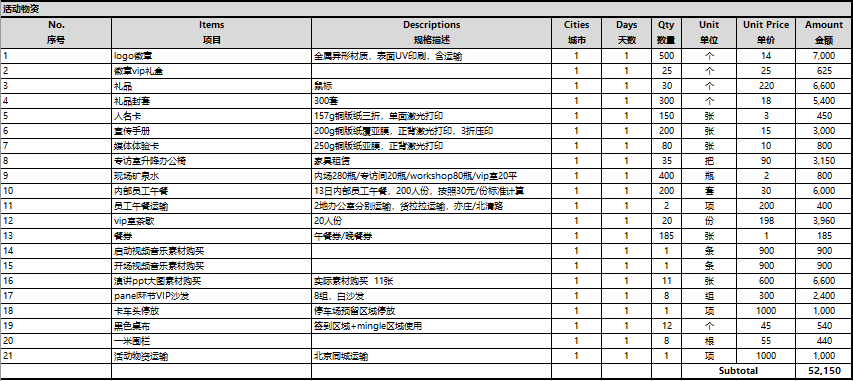 活动物资
No. Items Descriptions Cities Days Qty Unit Unit Price Amount
序号 项目 规格描述 城市 天数 数量 单位 单价 金额
1 logo徽章 金属异形材质，表面UV印刷，含运输 1 1 500 个 14 7,000
2 徽章vip礼盒 1 1 25 个 25 625
3 礼品 鼠标 1 1 30 个 220 6,600
4 礼品封套 300套 1 1 300 个 18 5,400
5 人名卡 157g铜版纸三折，单面激光打印 1 1 150 张 3 450
6 宣传手册 200g铜版纸覆亚膜，正背激光打印，3折压印 1 1 200 张 15 3,000
7 媒体体验卡 250g铜版纸亚膜，正背激光打印 1 1 80 张 10 800
8 专访室升降办公椅 家具租赁 1 1 35 把 90 3,150
9 现场矿泉水 内场280瓶/专访间20瓶/workshop80瓶/vip室20平 1 1 400 瓶 2 800
10 内部员工午餐 13日内部员工午餐，200人份，按照30元/份标准计算 1 1 200 套 30 6,000
11 员工午餐运输 2地办公室分别运输，货拉拉运输，亦庄/北清路 1 1 2 项 200 400
12 vip室茶歇 20人份 1 1 20 份 198 3,960
13 餐券 午餐券/晚餐券 1 1 185 张 1 185
14 启动视频音乐素材购买 1 1 1 条 900 900
15 开场视频音乐素材购买 1 1 1 条 900 900
16 演讲ppt大图素材购买 实际素材购买 11张 1 1 11 张 600 6,600
17 panel环节VIP沙发 8组，白沙发 1 1 8 组 300 2,400
18 卡车头停放 停车场预留区域停放 1 1 1 项 1000 1,000
19 黑色桌布 签到区域+mingle区域使用 1 1 12 个 45 540
20 一米围栏 1 1 8 根 55 440
21 活动物资运输 北京同城运输 1 1 1 项 1000 1,000
Subtotal 52,150